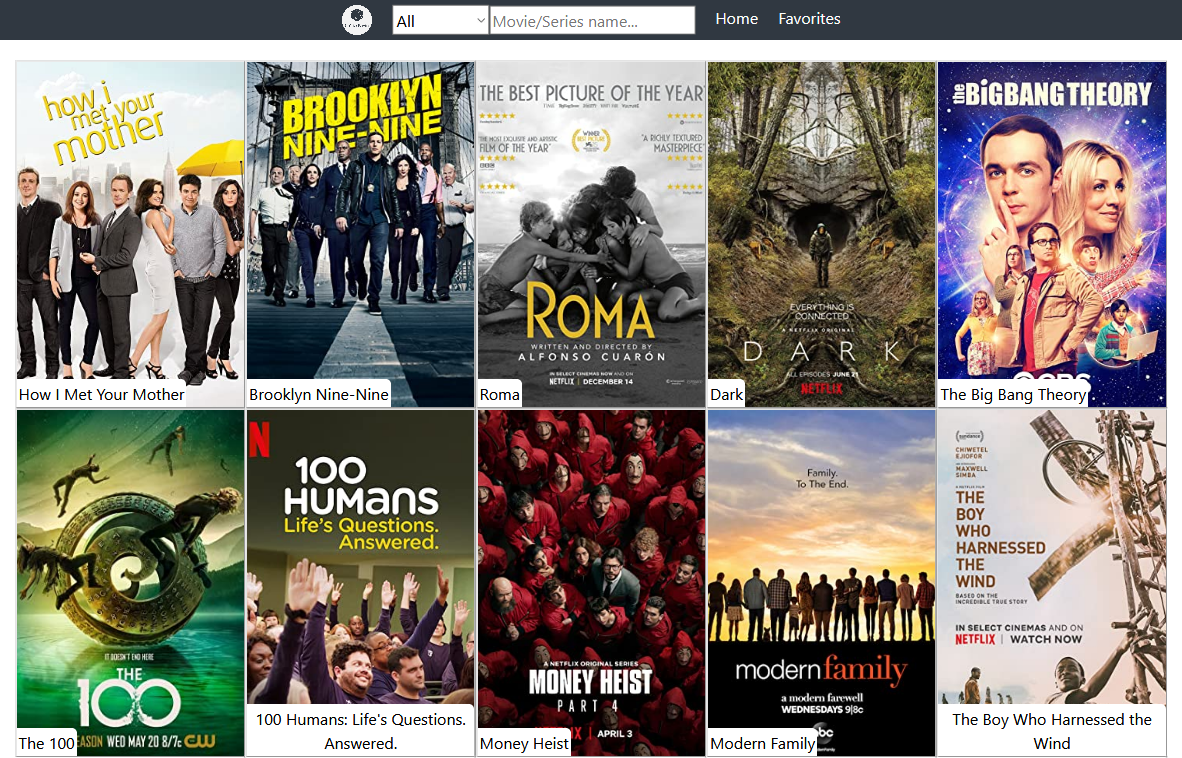 All
Movie/Series name...
Home
Favorites
how i
met your
mother
How I Met Your Mother
BROOKLYN
NINE-NINE
Brooklyn Nine-Nine
THE BEST PICTURE OF THE YEAR
THE MOST EXQUISITE AND ARTISTIC
FILM OF THE YEAR'
WINNER
'A RICHLY TEXTURED
MASTERPIECE'
ROMA
WRITTEN AND DIRECTED BY
ALFONSO CUARÓN
IN SELECT CINEMAS NOW AND ON
NETFLIX | DECEMBER 14
Roma
EVERYTHING IS
CONNECTED
A NETFLIX ORIGINAL
DARK
ALL EPISODES JUNE 21
NETFLIX
Dark
the BiGBANG THEORY
The Big Bang Theory
IT DOESN'T END HERE
THE
100
EASON WED MAY 20 8/7c CW
The 100
N
100
HUMANS
Life's Questions.
Answered.
100 Humans: Life's Questions.
Answered.
A NETFLIX ORIGINAL SERIES
MONEY HEIST
PART 4
IX | APRIL 3
Money Heist
Family.
To The End.
modern family
a modern farewell
WEDNESDAYS 9|8c
abc
Modern Family
sundance
CHIWETEL
EJIOFOR
MAXWELL
SIMBA
A NETFLIX FILM
THE
BOY
WHO
HARNESSED
THE
WIND
BASED ON THE
INCREDIBLE TRUE STORY
IN SELECT CINEMAS AND ON
NETFLIX | WATCH NOW
The Boy Who Harnessed the
Wind